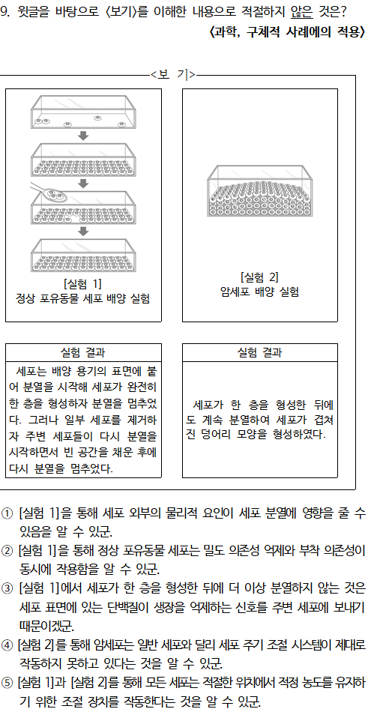 9. 윗글을 바탕으로 <보기>를 이해한 내용으로 적절하지 않은 것은?
<과학, 구체적 사례에의 적용>
<보 기>
[실험 1]
정상 포유동물 세포 배양 실험
[실험 2]
암세포 배양 실험
실험 결과
세포는 배양 용기의 표면에 붙
어 분열을 시작해 세포가 완전히
한 층을 형성하자 분열을 멈추었
다. 그러나 일부 세포를 제거하
자 주변 세포들이 다시 분열을
시작하면서 빈 공간을 채운 후에
다시 분열을 멈추었다.
실험 결과
세포가 한 층을 형성한 뒤에
도 계속 분열하여 세포가 겹쳐
진 덩어리 모양을 형성하였다.
① [실험 1]을 통해 세포 외부의 물리적 요인이 세포 분열에 영향을 줄 수
있음을 알 수 있군.
② [실험 1]을 통해 정상 포유동물 세포는 밀도 의존성 억제와 부착 의존성이
동시에 작용함을 알 수 있군.
③ [실험 1]에서 세포가 한 층을 형성한 뒤에 더 이상 분열하지 않는 것은
세포 표면에 있는 단백질이 생장을 억제하는 신호를 주변 세포에 보내기
때문이겠군.
④ [실험 2]를 통해 암세포는 일반 세포와 달리 세포 주기 조절 시스템이 제대로
작동하지 못하고 있다는 것을 알 수 있군.
⑤ [실험 1]과 [실험 2]를 통해 모든 세포는 적절한 위치에서 적정 농도를 유지하
기 위한 조절 장치를 작동한다는 것을 알 수 있군.